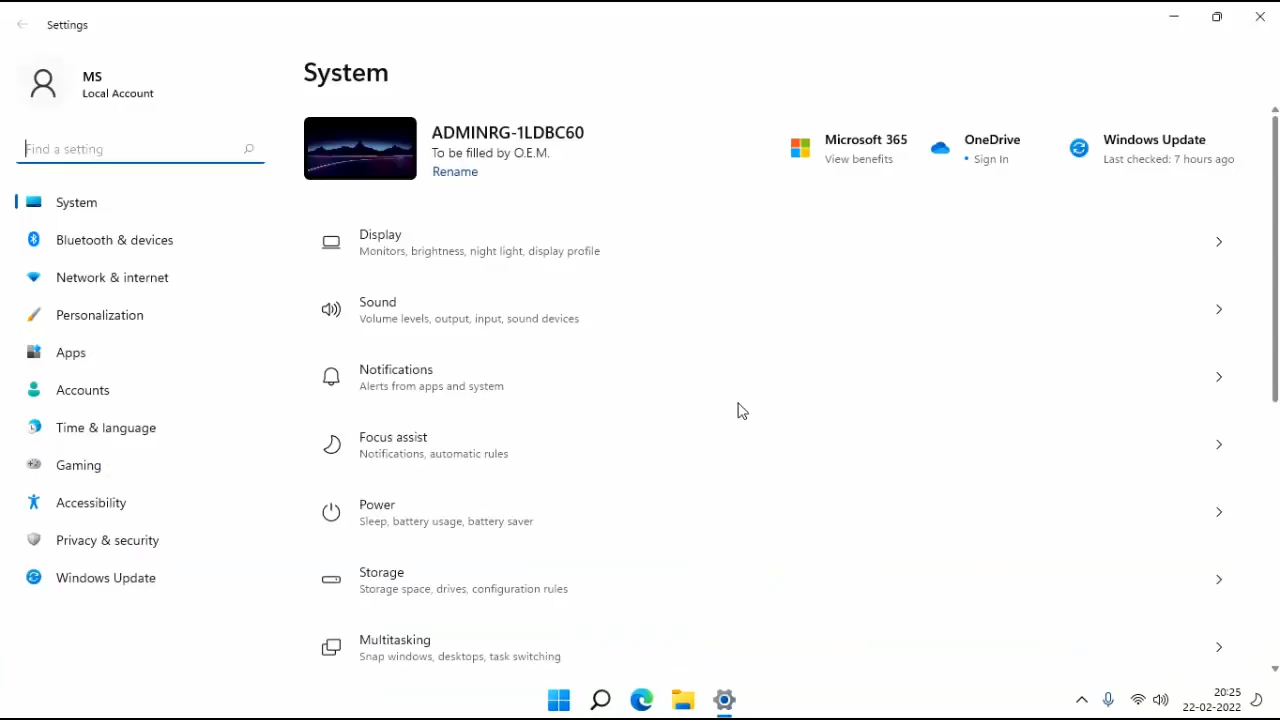 Settings
MS
Local Account
Find a setting
System
Bluetooth & devices
Network & internet
Personalization
Apps
Accounts
Time & language
Gaming
Accessibility
Privacy & security
Windows Update
System
ADMINRG-1LDBC60
To be filled by O.E.M.
Rename
Microsoft 365
View benefits
OneDrive
• Sign In
Windows Update
Last checked: 7 hours ago
Display
Monitors, brightness, night light, display profile
Sound
Volume levels, output, input, sound devices
Notifications
Alerts from apps and system
Focus assist
Notifications, automatic rules
Power
Sleep, battery usage, battery saver
Storage
Storage space, drives, configuration rules
Multitasking
Snap windows, desktops, task switching
20:25
22-02-2022